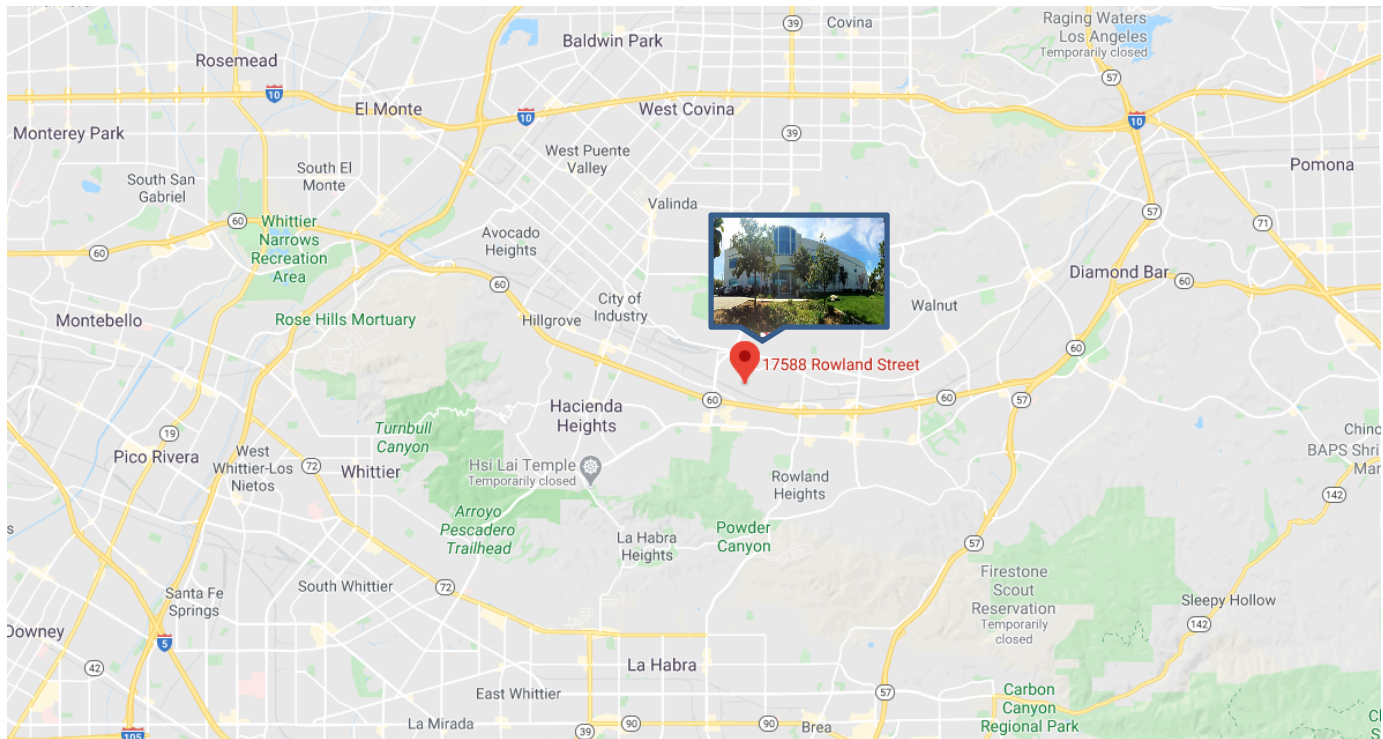 39
Covina
Raging Waters
Los Angeles
Temporarily closed
Baldwin Park
Rosemead
57
10
El Monte
10
West Covina
10
Monterey Park
39
West Puente
Valley
Pomona
South El
Monte
South San
Gabriel
Valinda
57
60
Whittier
Narrows
Recreation
Area
71
Avocado
Heights
60
Diamond Bar
60
60
City of
Industry
Walnut
Montebello
Rose Hills Mortuary
Hillgrove
60
17588 Rowland Street
60
60
57
Hacienda
Heights
Turnbull
Canyon
19
Chino
Pico Rivera
West
Whittier-Los
Nietos
72
Whittier
Hsi Lai Temple
Temporarily closed
BAPS Shri
Mar
Rowland
Heights
142
Arroyo
Pescadero
Trailhead
s
La Habra
Heights
Powder
Canyon
57
Firestone
Scout
Reservation
Temporarily
closed
72
South Whittier
Santa Fe
Springs
Sleepy Hollow
142
Downey
5
42
La Habra
East Whittier
57
Carbon
Canyon
Regional Park
La Mirada
39
90
90
Brea
105